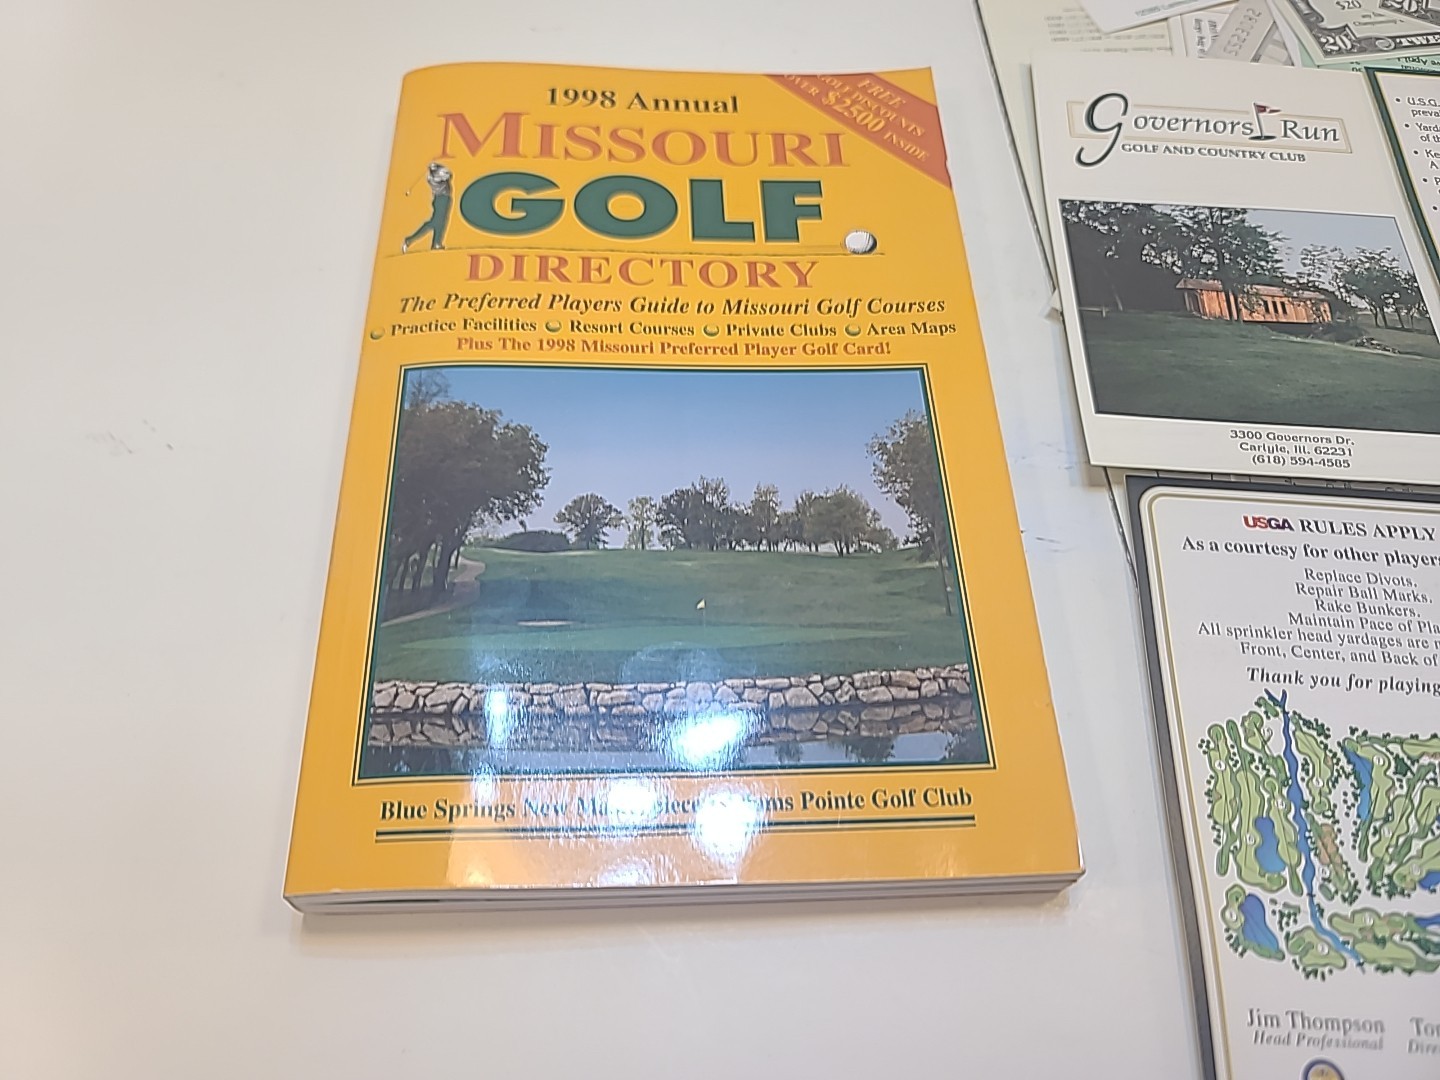 1998 Annual
FREE
GOLF DISCOUNTS
OVER $2500 INSIDE
MISSOURI
GOLF
DIRECTORY
The Preferred Players Guide to Missouri Golf Courses
Practice Facilities Resort Courses Private Clubs Area Maps
Plus The 1998 Missouri Preferred Player Golf Card!
Blue Springs New Pointe Golf Club
Governors Run
GOLF AND COUNTRY CLUB
3300 Governors Dr.
Carlyle, Ill. 62231
(618) 594-4585
U.S.G.
USGA RULES APPLY
As a courtesy for other players
Replace Divots.
Repair Ball Marks.
Rake Bunkers.
Maintain Pace of Pla
All sprinkler head yardages are
Front, Center, and Back of
Thank you for playing
Jim Thompson
Head Professional
$20
20